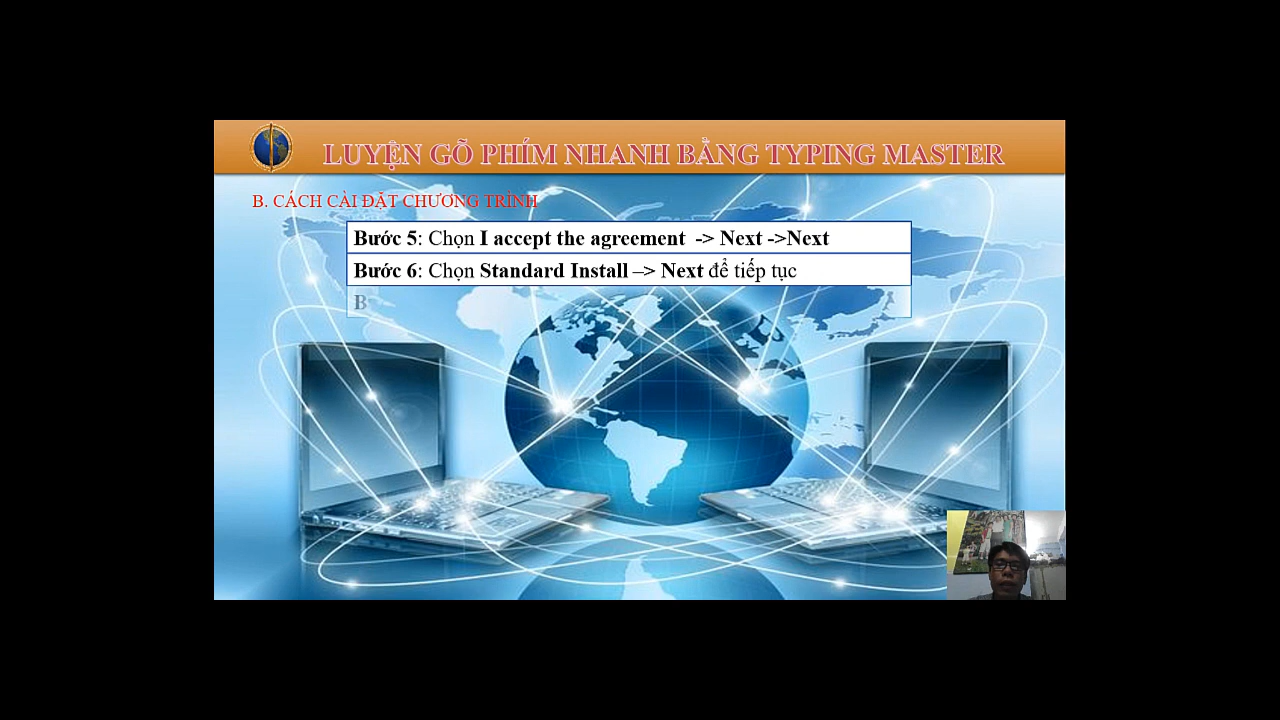 LUYỆN GÕ PHÍM NHANH BẰNG TYPING MASTER
B. CÁCH CÀI ĐẶT CHƯƠNG TRÌNH
Bước 5: Chọn I accept the agreement -> Next ->Next
Bước 6: Chọn Standard Install –> Next để tiếp tục
B